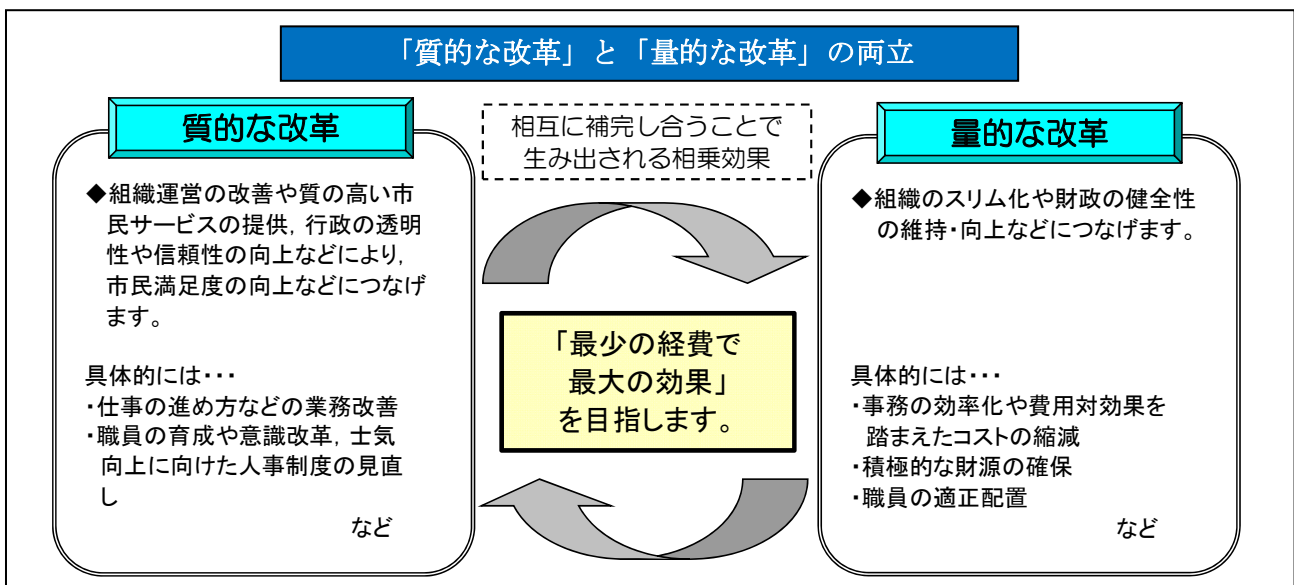 「質的な改革」と「量的な改革」の両立
質的な改革
◆組織運営の改善や質の高い市
民サービスの提供，行政の透明
性や信頼性の向上などにより，
市民満足度の向上などにつなげ
ます。
具体的には・・・
・仕事の進め方などの業務改善
・職員の育成や意識改革，士気
向上に向けた人事制度の見直
し
など
相互に補完し合うことで
生み出される相乗効果
「最少の経費で
最大の効果」
を目指します。
量的な改革
◆組織のスリム化や財政の健全性
の維持・向上などにつなげます。
具体的には・・・
・事務の効率化や費用対効果を
踏まえたコストの縮減
・積極的な財源の確保
・職員の適正配置
など